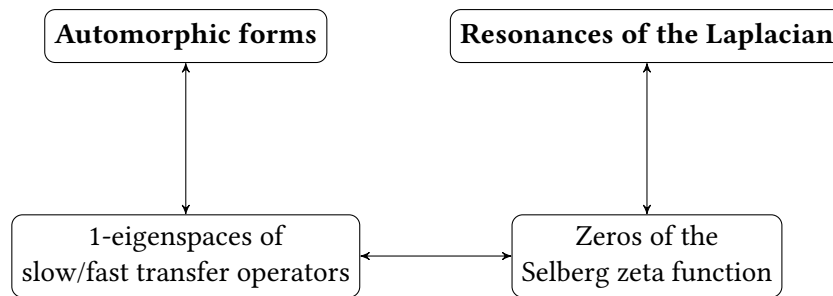 Automorphic forms
Resonances of the Laplacian
1-eigenspaces of
slow/fast transfer operators
Zeros of the
Selberg zeta function